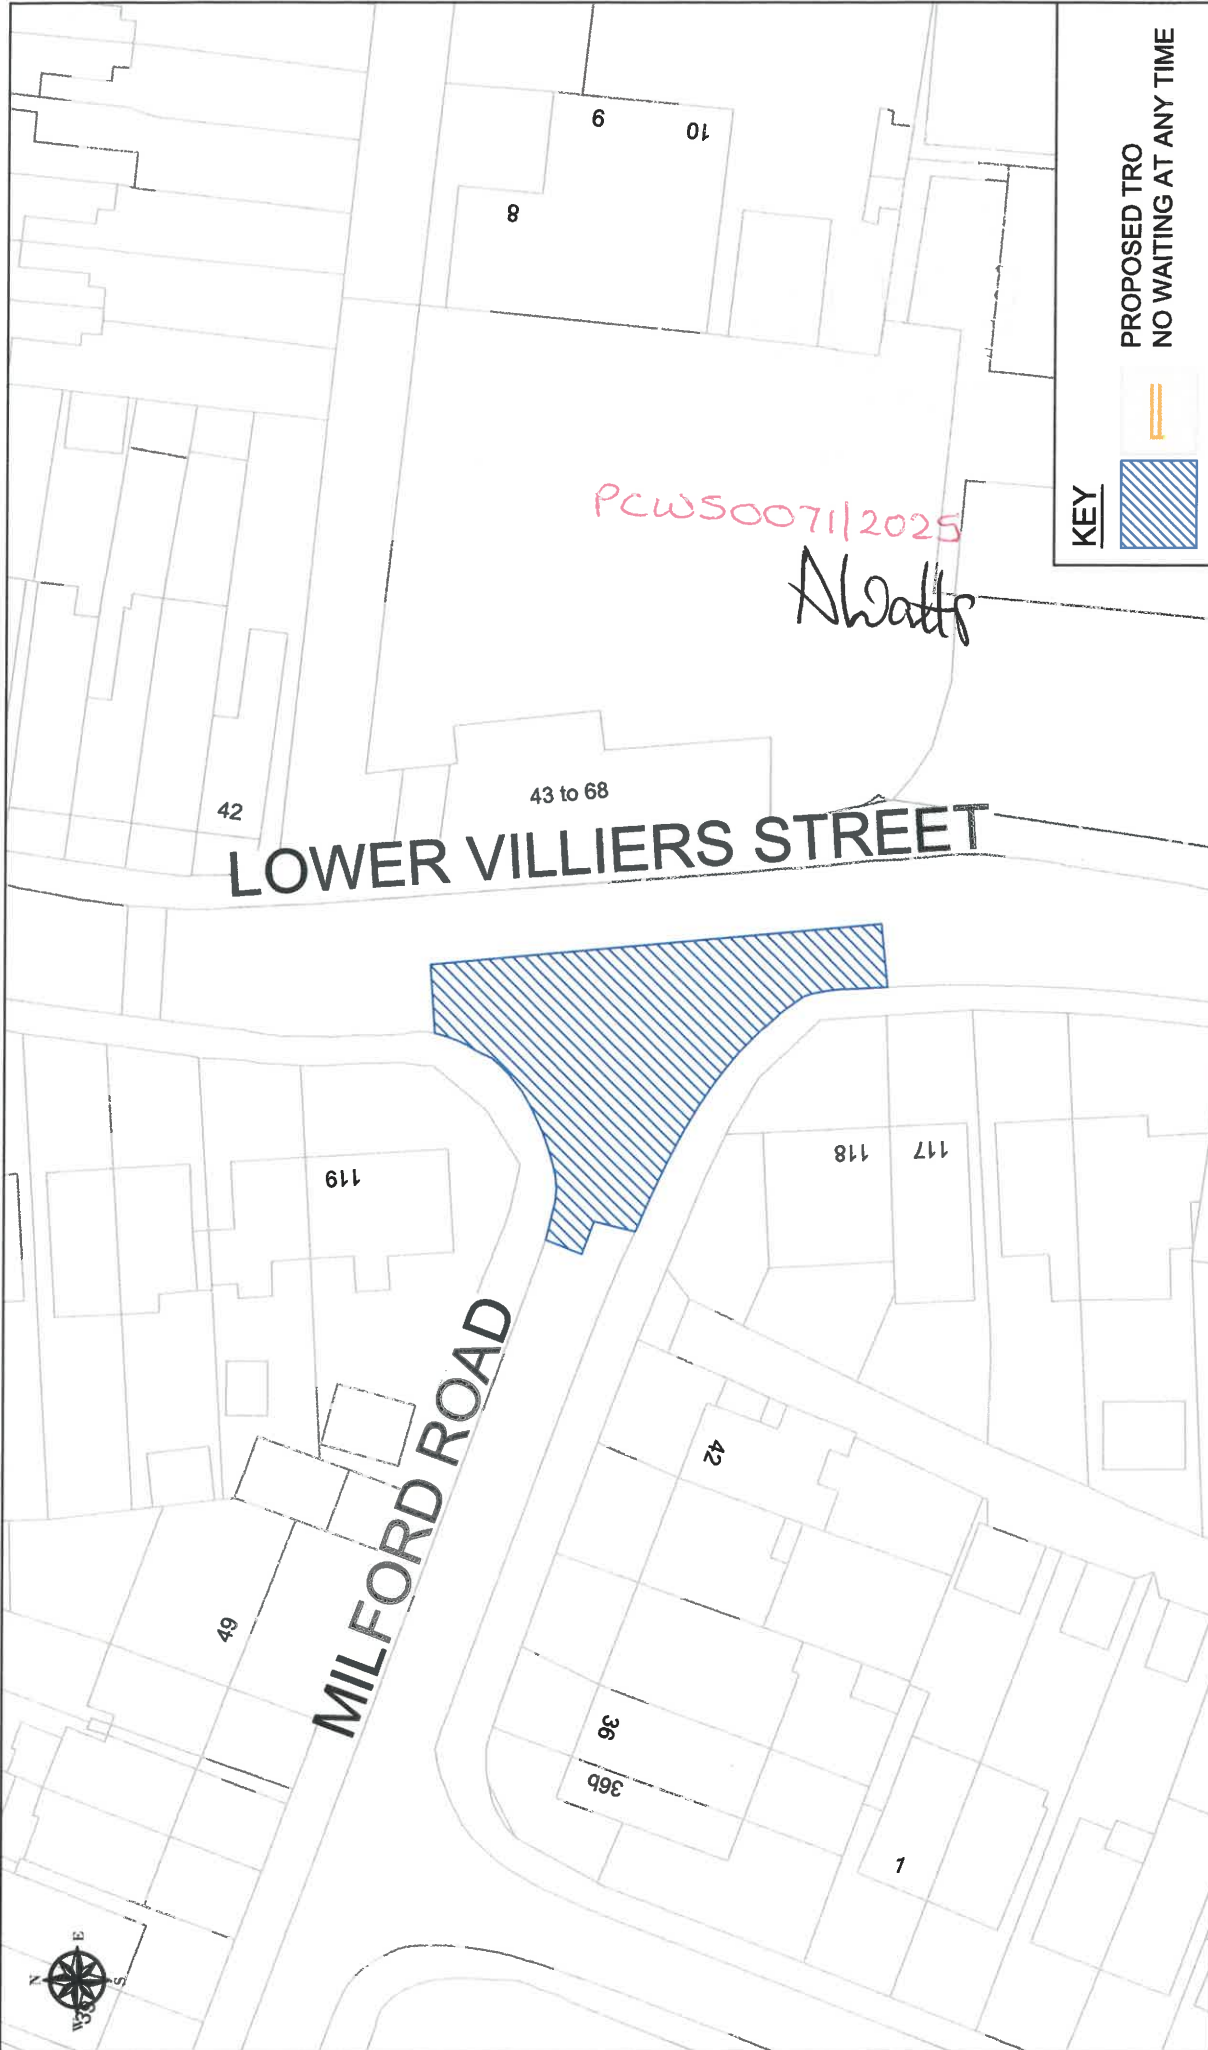 9
10
8
PROPOSED TRO
NO WAITING AT ANY TIME
KEY
PCWS0071/2025
AWatts
42
43 to 68
LOWER VILLIERS STREET
119
118
117
MILFORD ROAD
42
49
36
36b
1
N
E
S
W